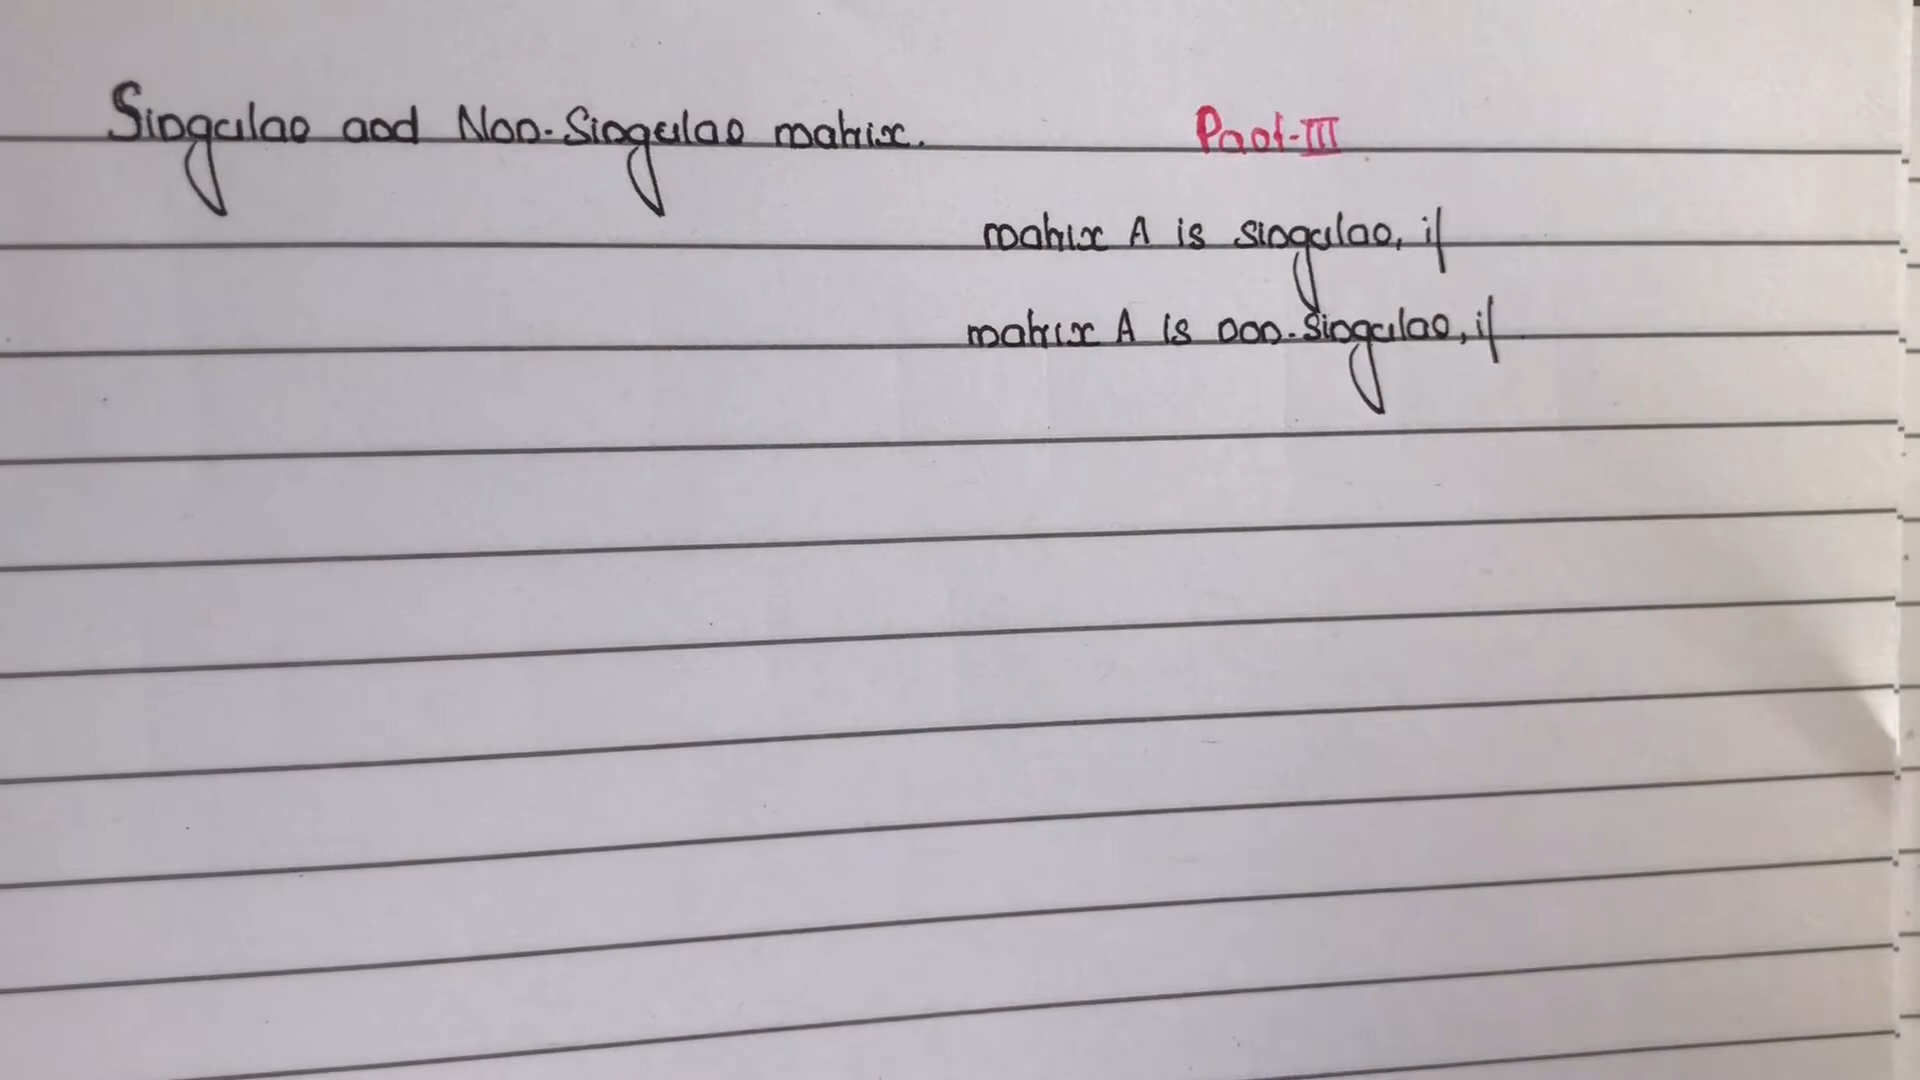 Singular and Non-Singular matrix. Part-III
matrix A is singular, if
matrix A is non-singular, if